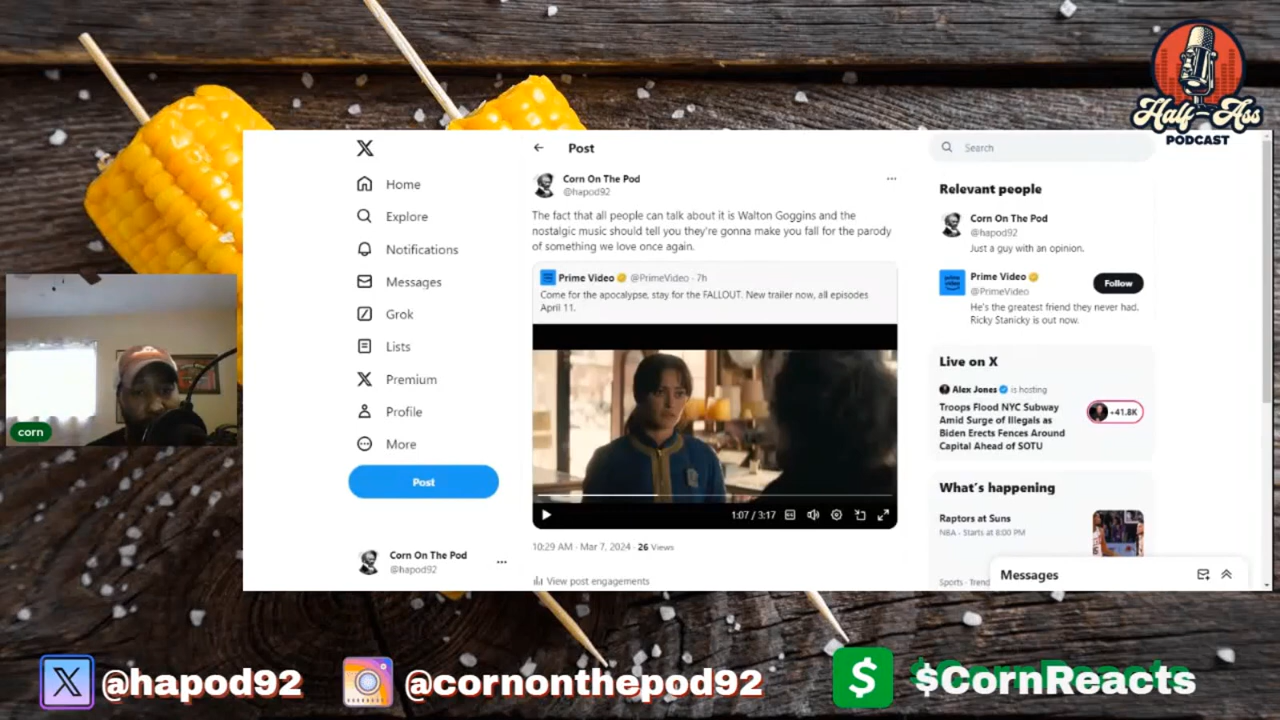 Half-Ass
PODCAST
Post
Search
Home
Explore
Notifications
Messages
Grok
Lists
Premium
Profile
More
Post
Corn On The Pod
@hapod92
Corn On The Pod
@hapod92
The fact that all people can talk about it is Walton Goggins and the
nostalgic music should tell you they're gonna make you fall for the parody
of something we love once again.
Prime Video @PrimeVideo · 7h
Come for the apocalypse, stay for the FALLOUT. New trailer now, all episodes
April 11.
1:07 / 3:17
10:29 AM · Mar 7, 2024 · 26 Views
View post engagements
Relevant people
Corn On The Pod
@hapod92
Just a guy with an opinion.
prime video
Prime Video
@PrimeVideo
Follow
He's the greatest friend they never had.
Ricky Stanicky is out now.
Live on X
Alex Jones is hosting
Troops Flood NYC Subway
Amid Surge of Illegals as
Biden Erects Fences Around
Capital Ahead of SOTU
+41.8K
What's happening
Raptors at Suns
NBA · Starts at 8:00 PM
Sports · Trend
Messages
corn
@hapod92
@cornonthepod92
$CornReacts